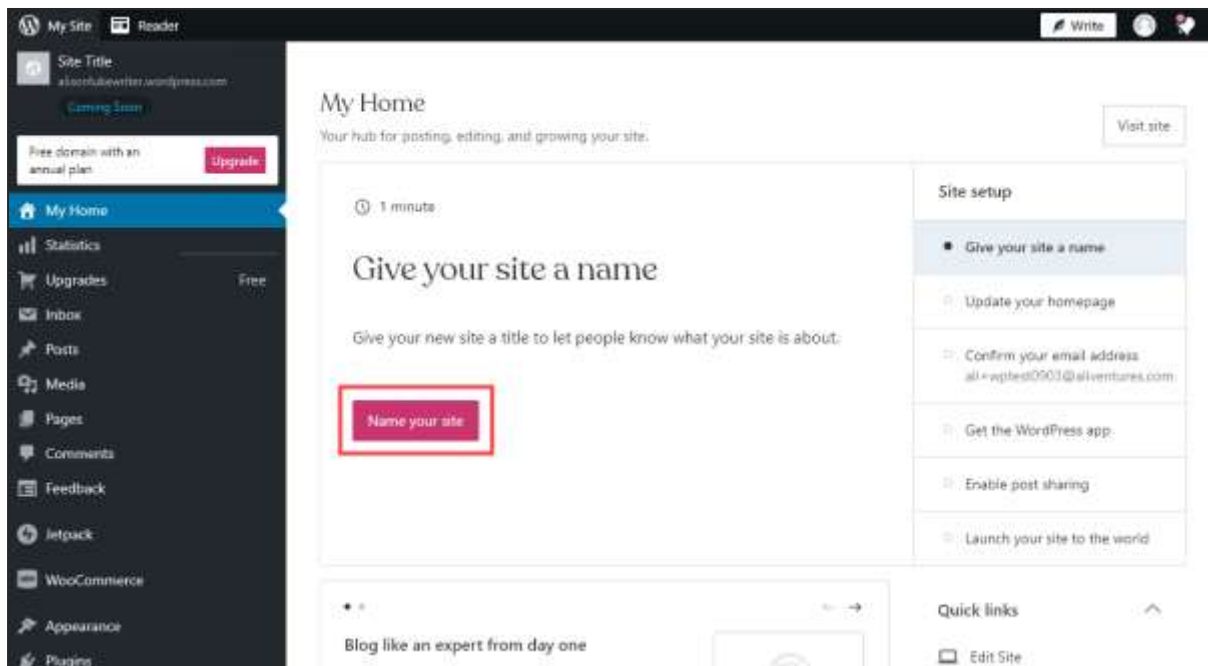 My Site
Reader
Write
Site Title
Coming Soon
Free domain with an
annual plan
Upgrade
My Home
Statistics
Upgrades
Free
Inbox
Posts
Media
Pages
Comments
Feedback
Jetpack
WooCommerce
Appearance
Plugins
My Home
Your hub for posting, editing, and growing your site.
Visit site
1 minute
Give your site a name
Give your new site a title to let people know what your site is about.
Name your site
Site setup
Give your site a name
Update your homepage
Confirm your email address
ali+wptest0903@aliventures.com
Get the WordPress app
Enable post sharing
Launch your site to the world
Blog like an expert from day one
Quick links
Edit Site